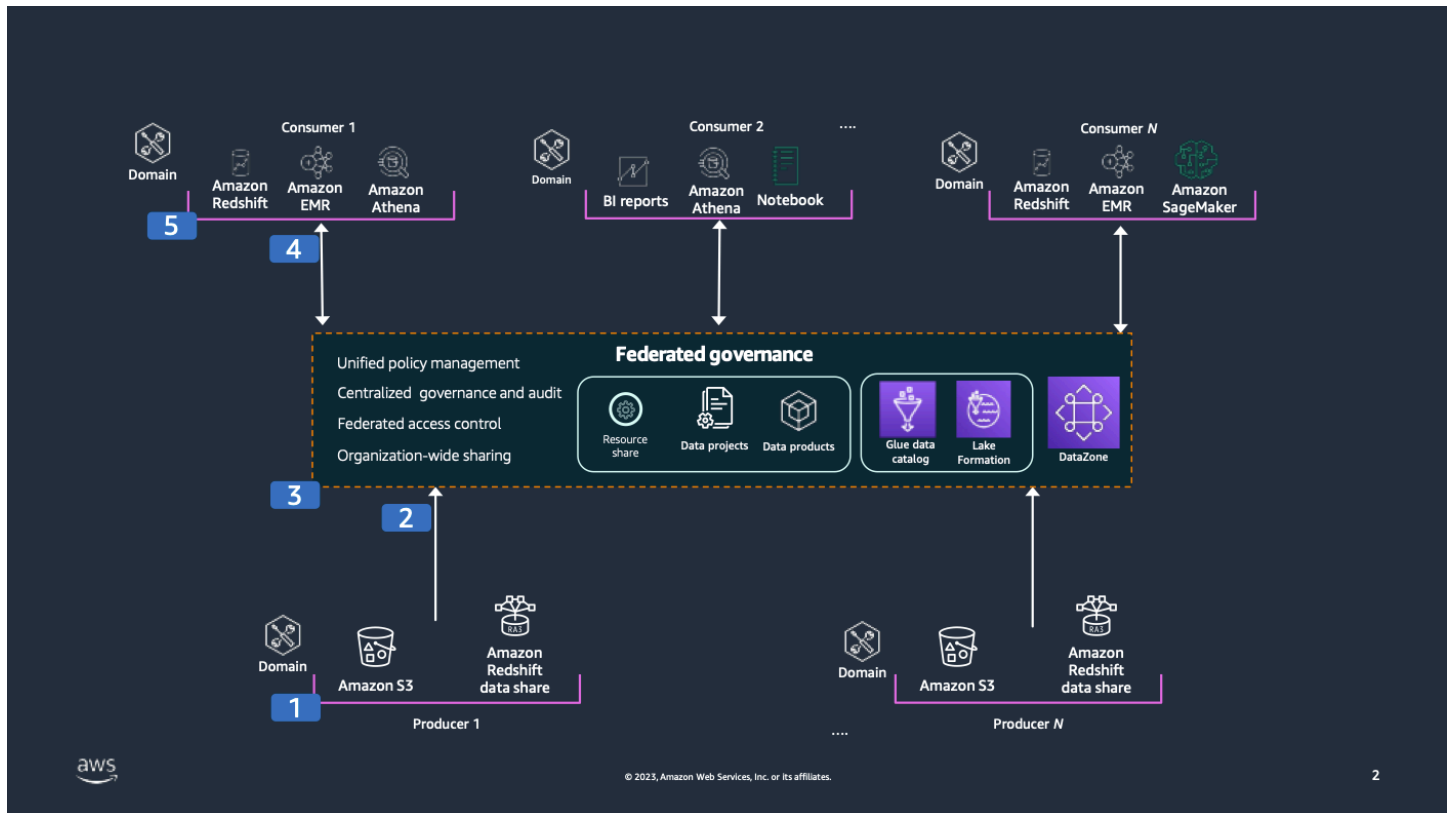 Consumer 1
Domain
Amazon
Redshift
Amazon
EMR
Amazon
Athena
5
4
Consumer 2
....
Domain
BI reports
Amazon
Athena
Notebook
Consumer N
Domain
Amazon
Redshift
Amazon
EMR
Amazon
SageMaker
Federated governance
Unified policy management
Centralized governance and audit
Federated access control
Organization-wide sharing
Resource
share
Data projects
Data products
Glue data
catalog
Lake
Formation
DataZone
3
2
Domain
Amazon S3
RA3
Amazon
Redshift
data share
1
Producer 1
....
Domain
Amazon S3
RA3
Amazon
Redshift
data share
Producer N
aws
© 2023, Amazon Web Services, Inc. or its affiliates.
2